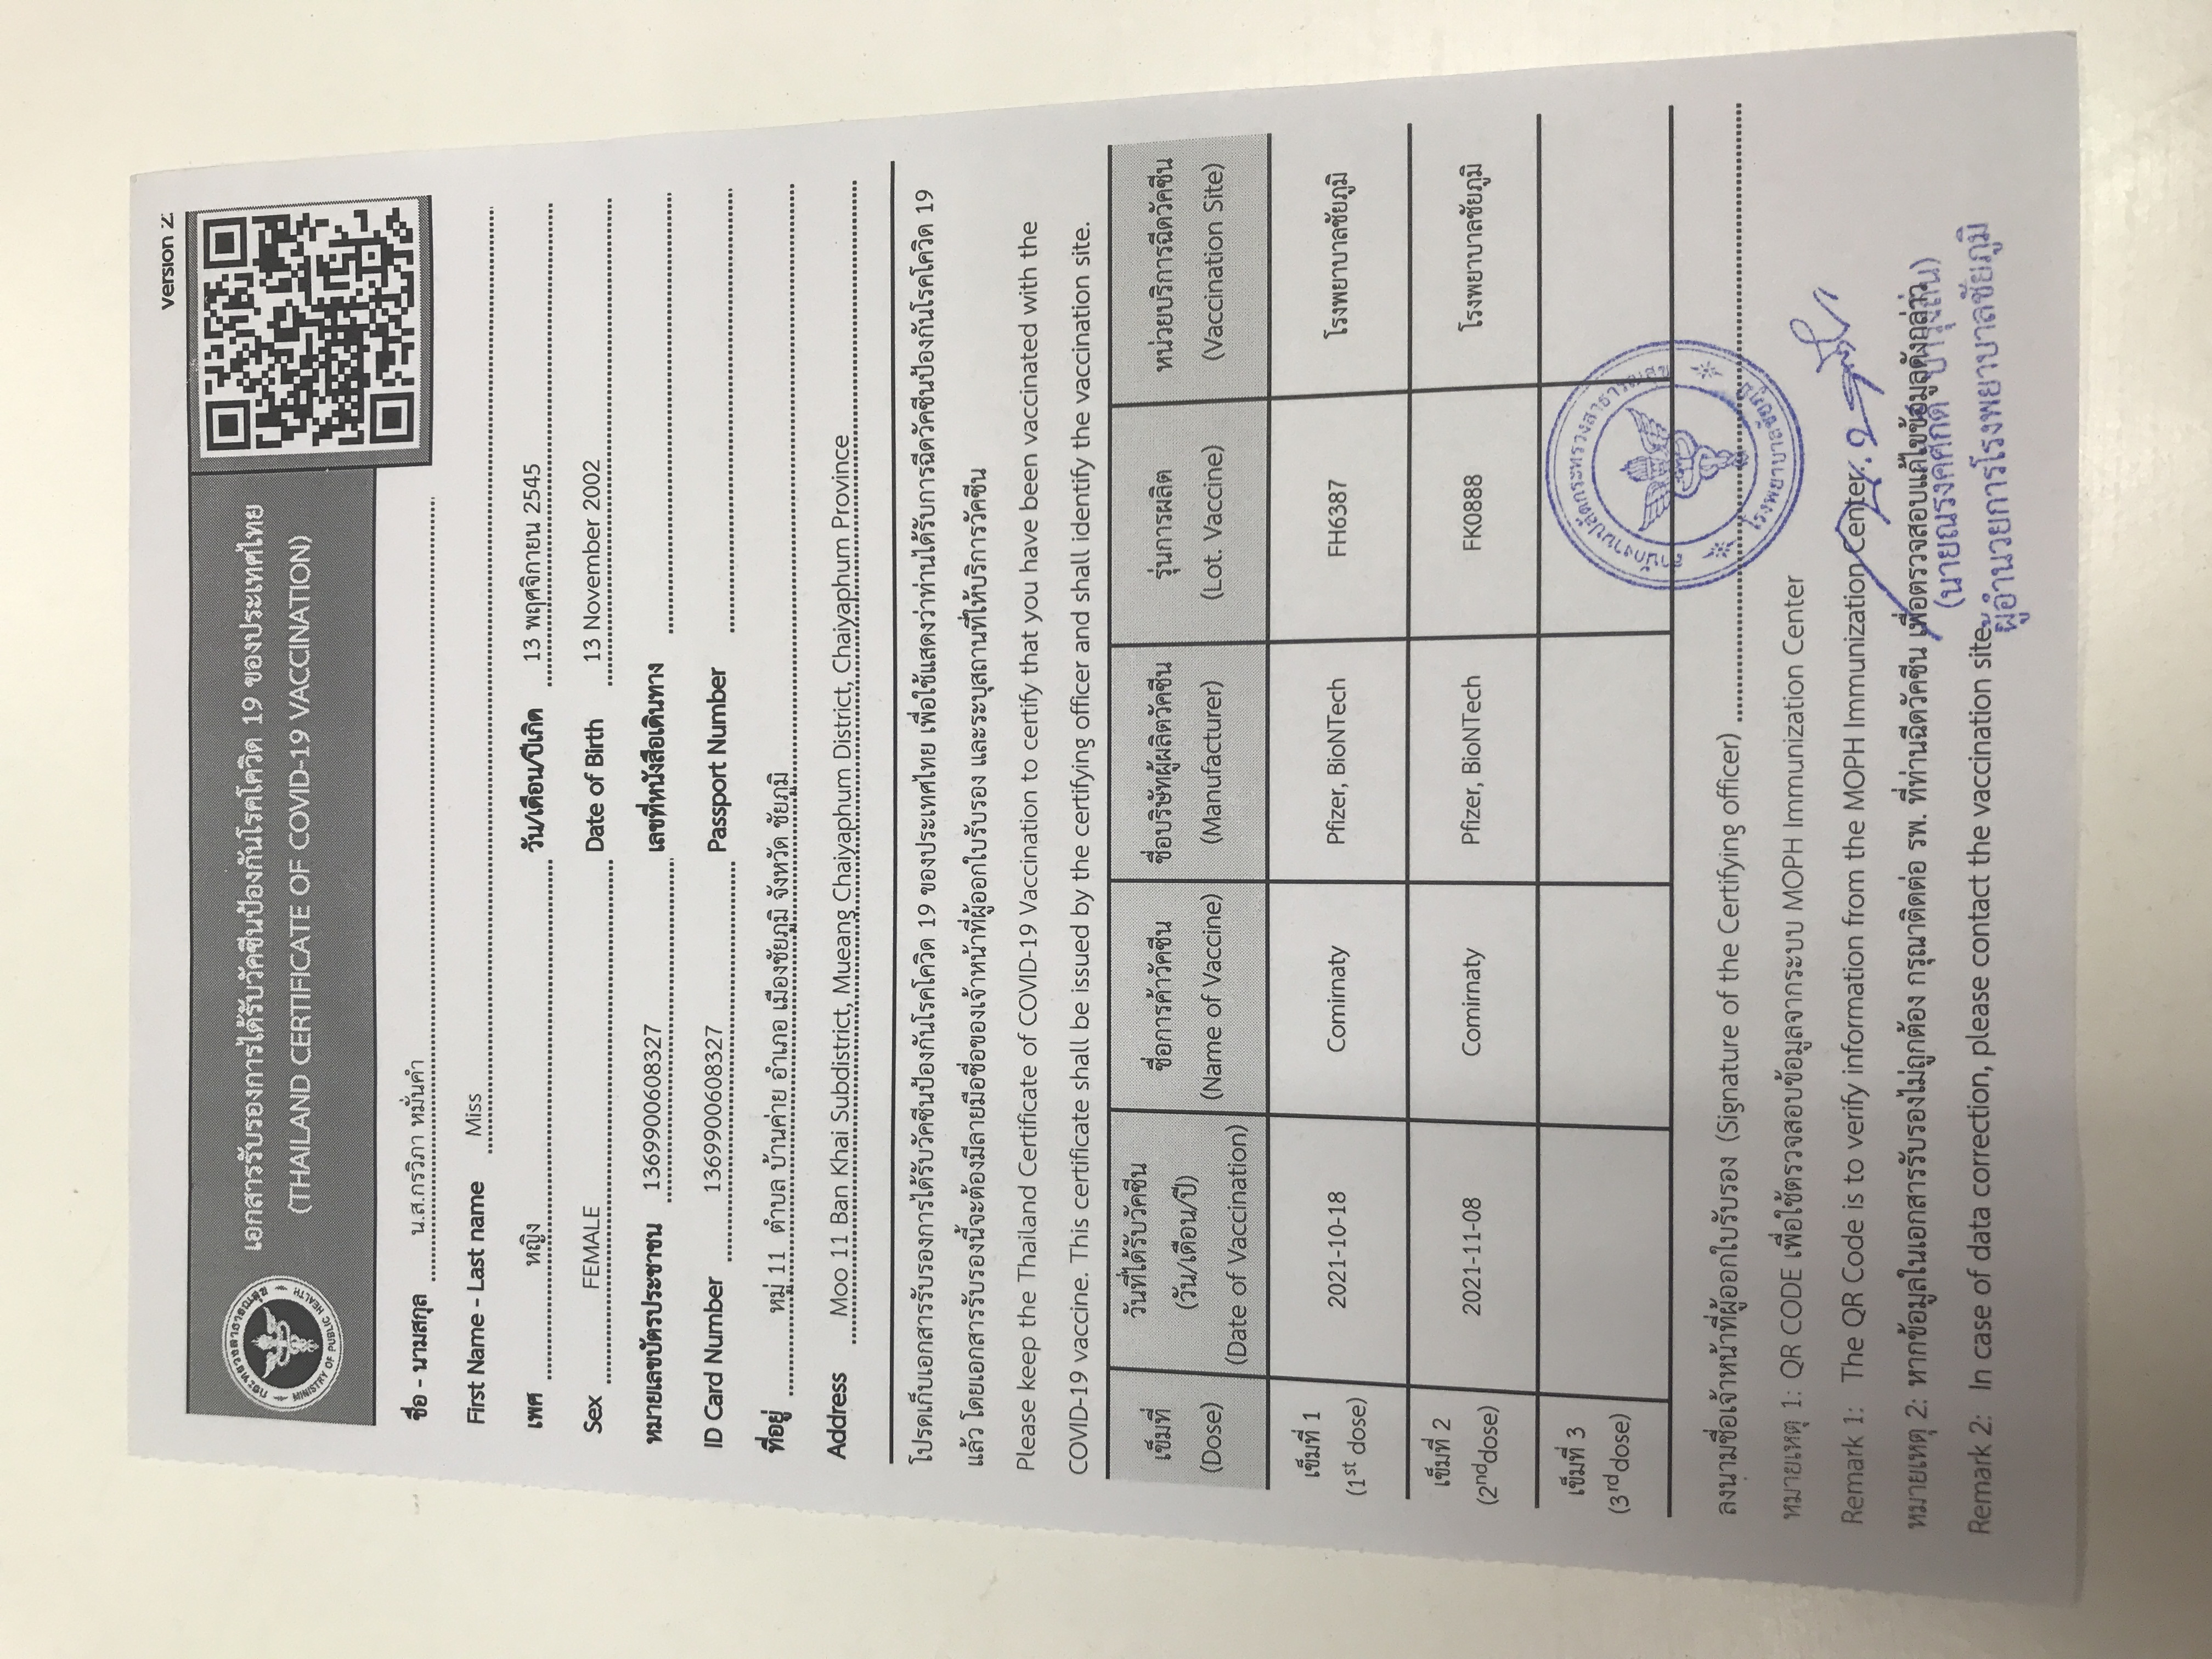 Version 2
กระทรวงสาธารณสุข
MINISTRY OF PUBLIC HEALTH
เอกสารรับรองการได้รับวัคซีนป้องกันโรคโควิด 19 ของประเทศไทย
(THAILAND CERTIFICATE OF COVID-19 VACCINATION)
ชื่อ - นามสกุล น.ส.กรวิภา หมั่นคำ
First Name - Last name Miss
เพศ หญิง วัน/เดือน/ปีเกิด 13 พฤศจิกายน 2545
Sex FEMALE Date of Birth 13 November 2002
หมายเลขบัตรประชาชน 1369900608327 เลขที่หนังสือเดินทาง
ID Card Number 1369900608327 Passport Number
ที่อยู่ หมู่ 11 ตำบล บ้านค่าย อำเภอ เมืองชัยภูมิ จังหวัด ชัยภูมิ
Address Moo 11 Ban Khai Subdistrict, Mueang Chaiyaphum District, Chaiyaphum Province
โปรดเก็บเอกสารรับรองการได้รับวัคซีนป้องกันโรคโควิด 19 ของประเทศไทย เพื่อใช้แสดงว่าท่านได้รับการฉีดวัคซีนป้องกันโรคโควิด 19
แล้ว โดยเอกสารรับรองนี้จะต้องมีลายมือชื่อของเจ้าหน้าที่ผู้ออกใบรับรอง และระบุสถานที่ให้บริการวัคซีน
Please keep the Thailand Certificate of COVID-19 Vaccination to certify that you have been vaccinated with the
COVID-19 vaccine. This certificate shall be issued by the certifying officer and shall identify the vaccination site.
เข็มที่ (Dose) วันที่ได้รับวัคซีน (วัน/เดือน/ปี) (Date of Vaccination) ชื่อการค้าวัคซีน (Name of Vaccine) ชื่อบริษัทผู้ผลิตวัคซีน (Manufacturer) รุ่นการผลิต (Lot. Vaccine) หน่วยบริการฉีดวัคซีน (Vaccination Site)
เข็มที่ 1 (1st dose) 2021-10-18 Comirnaty Pfizer, BioNTech FH6387 โรงพยาบาลชัยภูมิ
เข็มที่ 2 (2nd dose) 2021-11-08 Comirnaty Pfizer, BioNTech FK0888 โรงพยาบาลชัยภูมิ
เข็มที่ 3 (3rd dose)
สำนักงานปลัดกระทรวงสาธารณสุข
โรงพยาบาลชัยภูมิ
ลงนามชื่อเจ้าหน้าที่ผู้ออกใบรับรอง (Signature of the Certifying officer)
หมายเหตุ 1: QR CODE เพื่อใช้ตรวจสอบข้อมูลจากระบบ MOPH Immunization Center
Remark 1: The QR Code is to verify information from the MOPH Immunization Center.
หมายเหตุ 2: หากข้อมูลในเอกสารรับรองไม่ถูกต้อง กรุณาติดต่อ รพ. ที่ท่านฉีดวัคซีน เพื่อตรวจสอบแก้ไขข้อมูลดังกล่าว
(นายณรงค์ศักดิ์ บำรุงถิ่น)
Remark 2: In case of data correction, please contact the vaccination site.
ผู้อำนวยการโรงพยาบาลชัยภูมิ